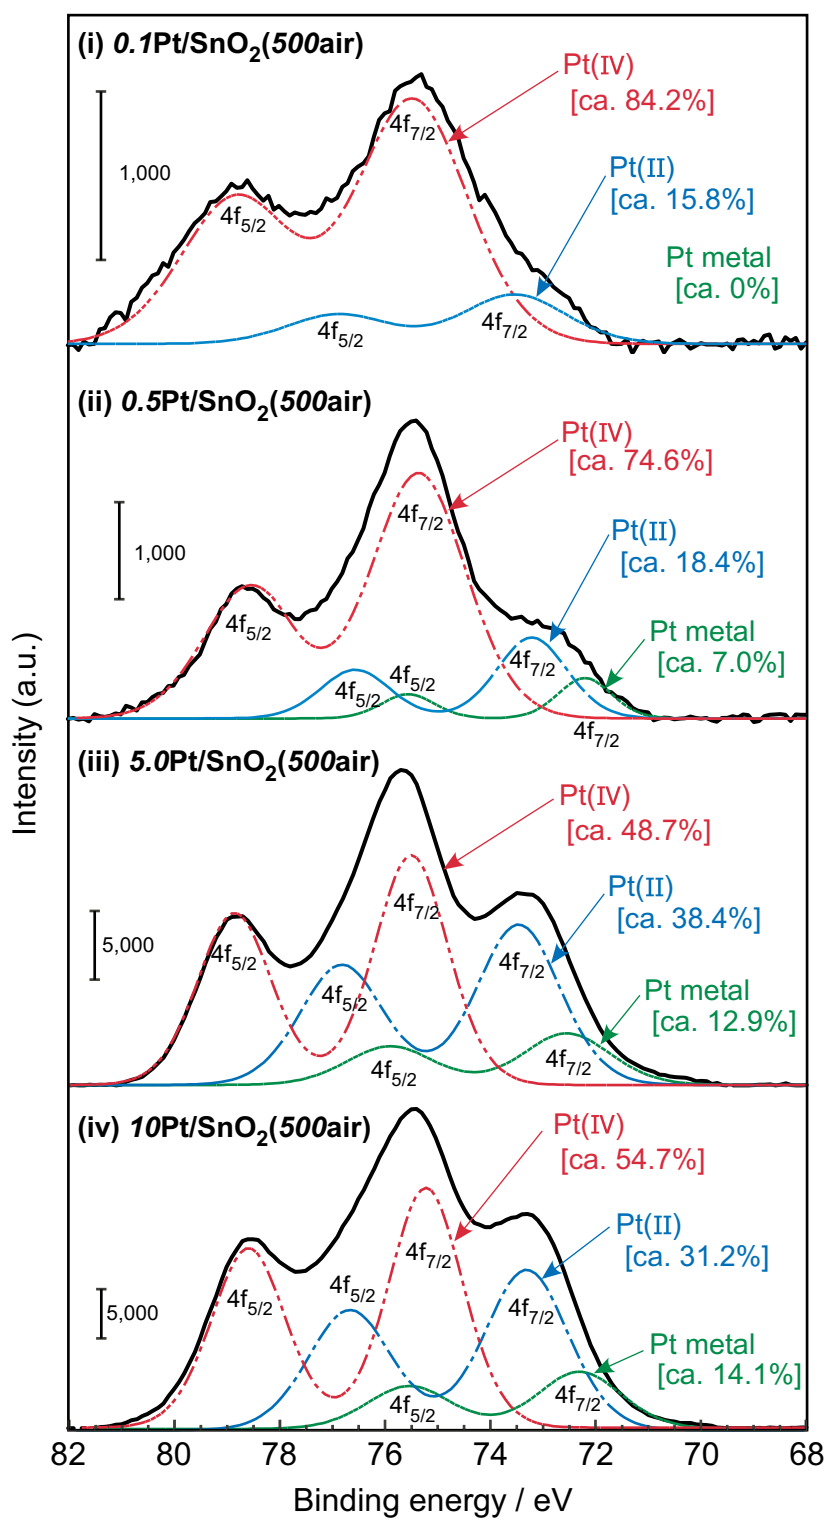 (i) 0.1Pt/SnO2(500air)
Pt(IV)
[ca. 84.2%]
4f7/2
1,000
Pt(II)
[ca. 15.8%]
4f5/2
Pt metal
[ca. 0%]
4f5/2
4f7/2
(ii) 0.5Pt/SnO2(500air)
Pt(IV)
[ca. 74.6%]
4f7/2
1,000
Pt(II)
[ca. 18.4%]
4f5/2
Pt metal
[ca. 7.0%]
4f7/2
4f5/2
4f5/2
4f7/2
(iii) 5.0Pt/SnO2(500air)
Pt(IV)
[ca. 48.7%]
Pt(II)
[ca. 38.4%]
4f7/2
5,000
4f5/2
4f7/2
4f5/2
Pt metal
[ca. 12.9%]
4f5/2
4f7/2
(iv) 10Pt/SnO2(500air)
Pt(IV)
[ca. 54.7%]
Pt(II)
[ca. 31.2%]
4f7/2
4f5/2
4f5/2
5,000
4f7/2
Pt metal
[ca. 14.1%]
4f7/2
4f5/2
82 80 78 76 74 72 70 68
Binding energy / eV
Intensity (a.u.)